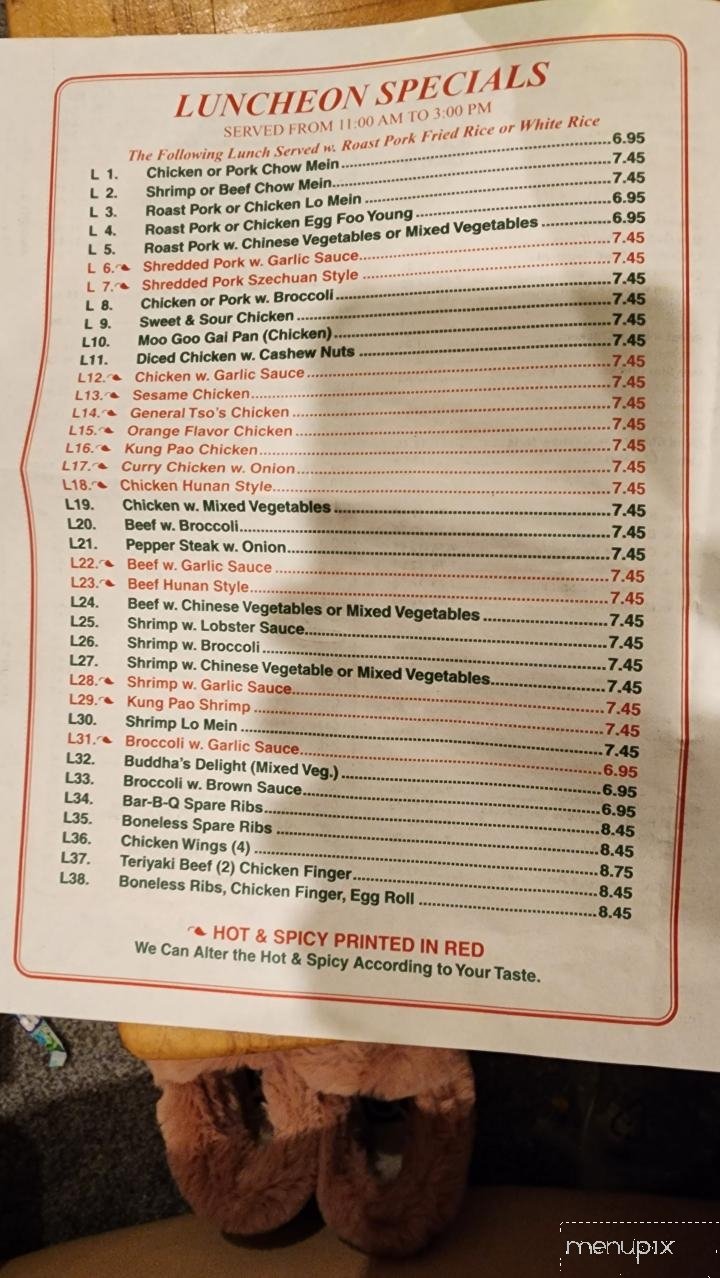 LUNCHEON SPECIALS
SERVED FROM 11:00 AM TO 3:00 PM
The Following Lunch Served w. Roast Pork Fried Rice or White Rice
L 1. Chicken or Pork Chow Mein 6.95
L 2. Shrimp or Beef Chow Mein 7.45
L 3. Roast Pork or Chicken Lo Mein 7.45
L 4. Roast Pork or Chicken Egg Foo Young 6.95
L 5. Roast Pork w. Chinese Vegetables or Mixed Vegetables 6.95
L 6. Shredded Pork w. Garlic Sauce 7.45
L 7. Shredded Pork Szechuan Style 7.45
L 8. Chicken or Pork w. Broccoli 7.45
L 9. Sweet & Sour Chicken 7.45
L10. Moo Goo Gai Pan (Chicken) 7.45
L11. Diced Chicken w. Cashew Nuts 7.45
L12. Chicken w. Garlic Sauce 7.45
L13. Sesame Chicken 7.45
L14. General Tso's Chicken 7.45
L15. Orange Flavor Chicken 7.45
L16. Kung Pao Chicken 7.45
L17. Curry Chicken w. Onion 7.45
L18. Chicken Hunan Style 7.45
L19. Chicken w. Mixed Vegetables 7.45
L20. Beef w. Broccoli 7.45
L21. Pepper Steak w. Onion 7.45
L22. Beef w. Garlic Sauce 7.45
L23. Beef Hunan Style 7.45
L24. Beef w. Chinese Vegetables or Mixed Vegetables 7.45
L25. Shrimp w. Lobster Sauce 7.45
L26. Shrimp w. Broccoli 7.45
L27. Shrimp w. Chinese Vegetable or Mixed Vegetables 7.45
L28. Shrimp w. Garlic Sauce 7.45
L29. Kung Pao Shrimp 7.45
L30. Shrimp Lo Mein 7.45
L31. Broccoli w. Garlic Sauce 6.95
L32. Buddha's Delight (Mixed Veg.) 6.95
L33. Broccoli w. Brown Sauce 6.95
L34. Bar-B-Q Spare Ribs 8.45
L35. Boneless Spare Ribs 8.45
L36. Chicken Wings (4) 8.75
L37. Teriyaki Beef (2) Chicken Finger 8.45
L38. Boneless Ribs, Chicken Finger, Egg Roll 8.45
HOT & SPICY PRINTED IN RED
We Can Alter the Hot & Spicy According to Your Taste.
menupix